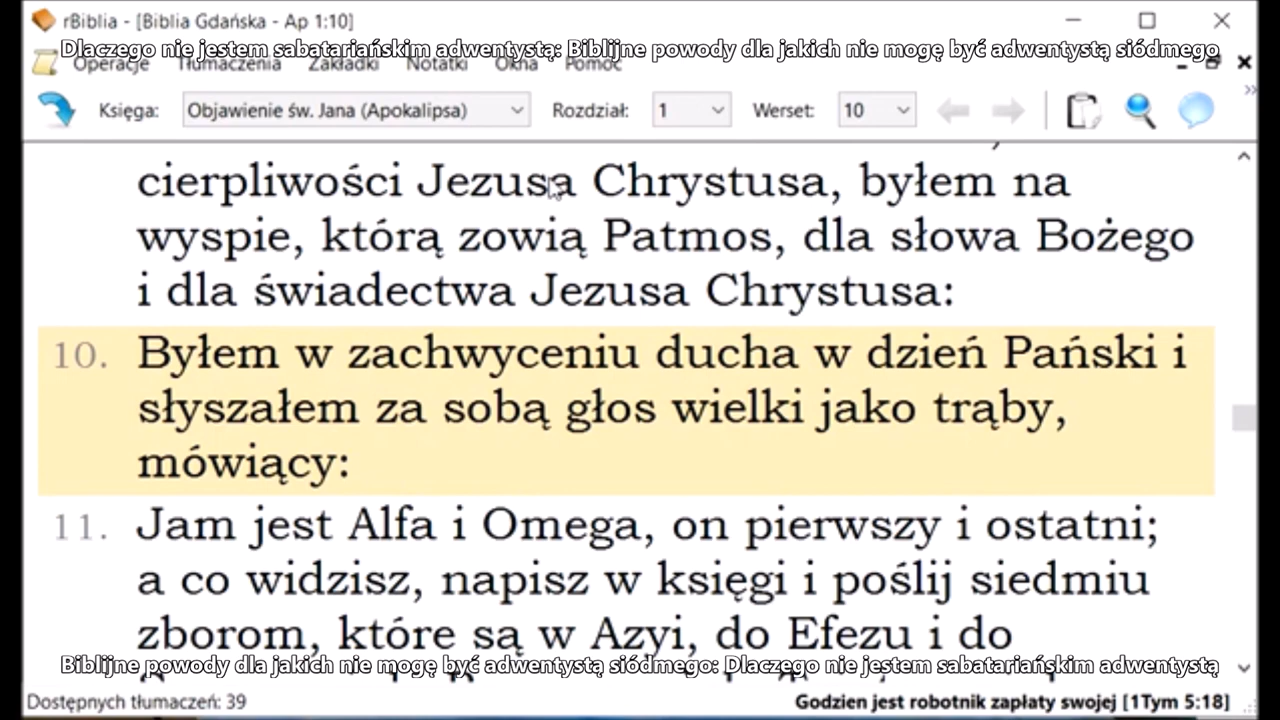 rBiblia - [Biblia Gdańska - Ap 1:10]
Dlaczego nie jestem sabatariańskim adwentystą: Biblijne powody dla jakich nie mogę być adwentystą siódmego
Operacje Tłumaczenia Zakładki Notatki Okna Pomoc
Księga: Objawienie św. Jana (Apokalipsa) Rozdział: 1 Werset: 10
cierpliwości Jezusa Chrystusa, byłem na
wyspie, którą zowią Patmos, dla słowa Bożego
i dla świadectwa Jezusa Chrystusa:
10. Byłem w zachwyceniu ducha w dzień Pański i
słyszałem za sobą głos wielki jako trąby,
mówiący:
11. Jam jest Alfa i Omega, on pierwszy i ostatni;
a co widzisz, napisz w księgi i poślij siedmiu
zborom, które są w Azyi, do Efezu i do
Biblijne powody dla jakich nie mogę być adwentystą siódmego: Dlaczego nie jestem sabatariańskim adwentystą
Dostępnych tłumaczeń: 39 Godzien jest robotnik zapłaty swojej [1Tym 5:18]